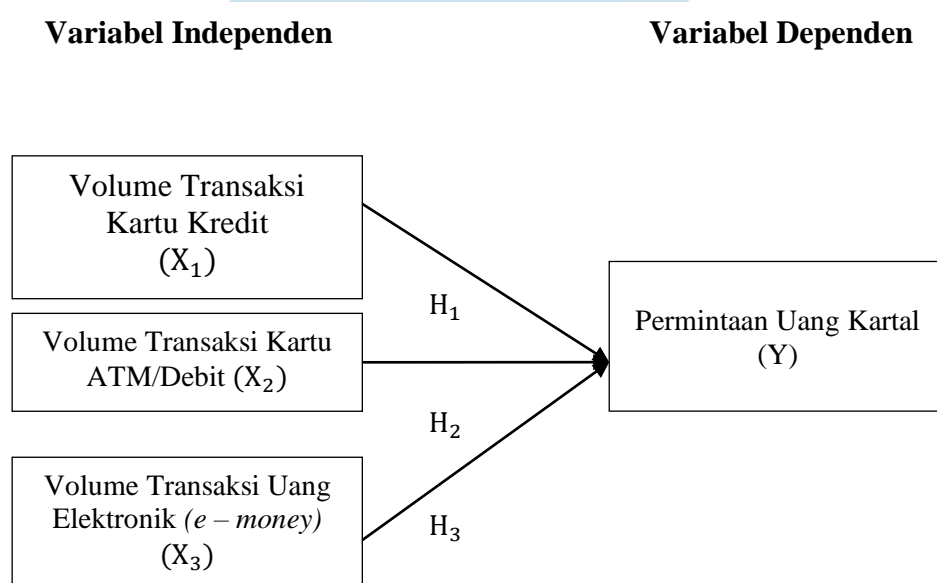 Variabel Independen
Variabel Dependen
Volume Transaksi
Kartu Kredit
(X₁)
H₁
Volume Transaksi Kartu
ATM/Debit (X₂)
H₂
Volume Transaksi Uang
Elektronik (e – money)
(X₃)
H₃
Permintaan Uang Kartal
(Y)